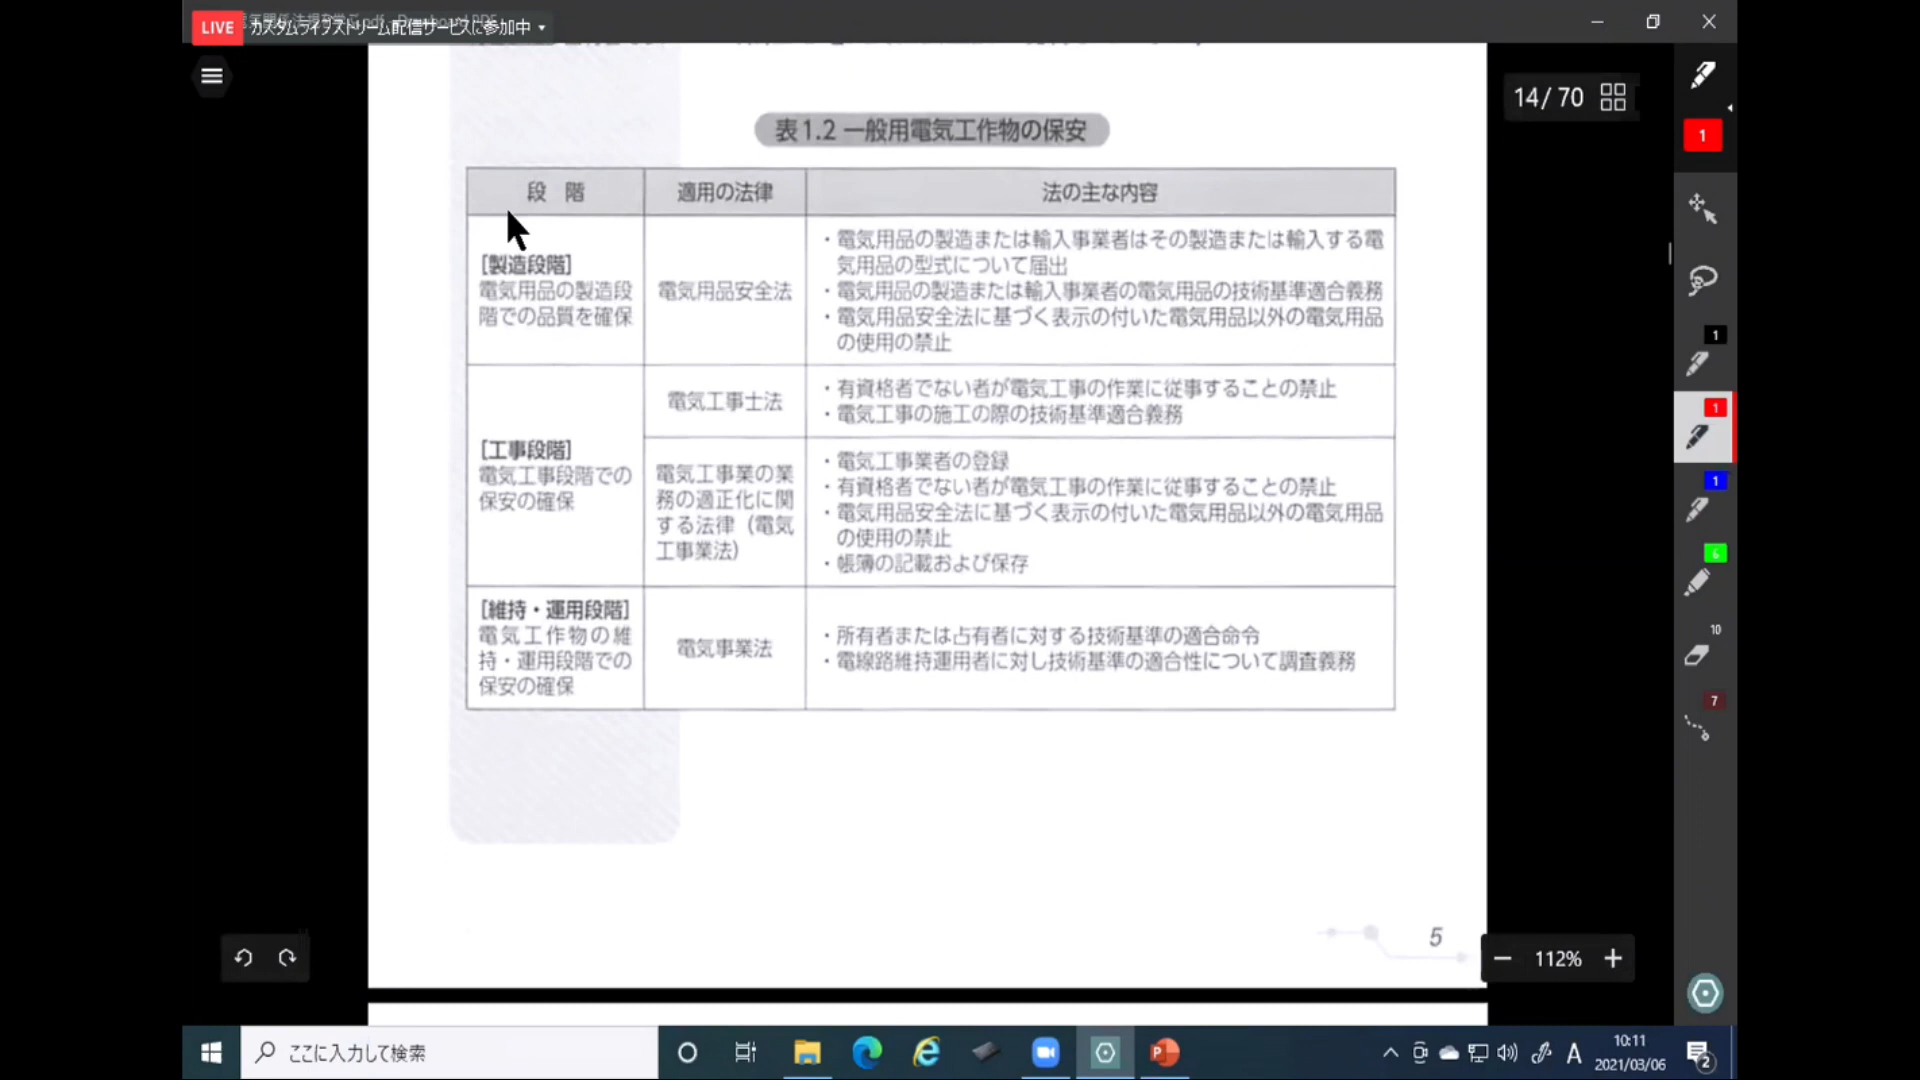 LIVE カスタムライブストリーム配信サービスに参加中
14/ 70
表1.2 一般用電気工作物の保安
段 階
適用の法律
法の主な内容
[製造段階]
電気用品の製造段
階での品質を確保
電気用品安全法
・電気用品の製造または輸入事業者はその製造または輸入する電
気用品の型式について届出
・電気用品の製造または輸入事業者の電気用品の技術基準適合義務
・電気用品安全法に基づく表示の付いた電気用品以外の電気用品
の使用の禁止
[工事段階]
電気工事段階での
保安の確保
電気工事士法
・有資格者でない者が電気工事の作業に従事することの禁止
・電気工事の施工の際の技術基準適合義務
電気工事業の業
務の適正化に関
する法律（電気
工事業法）
・電気工事業者の登録
・有資格者でない者が電気工事の作業に従事することの禁止
・電気用品安全法に基づく表示の付いた電気用品以外の電気用品
の使用の禁止
・帳簿の記載および保存
[維持・運用段階]
電気工作物の維
持・運用段階での
保安の確保
電気事業法
・所有者または占有者に対する技術基準の適合命令
・電線路維持運用者に対し技術基準の適合性について調査義務
5
112%
1
1
1
1
6
10
7
ここに入力して検索
A
10:11
2021/03/06
2